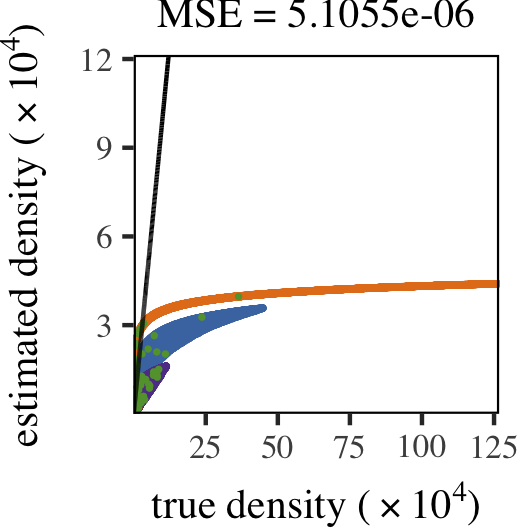 MSE = 5.1055e-06
estimated density ( × 10⁴)
12
9
6
3
25 50 75 100 125
true density ( × 10⁴)